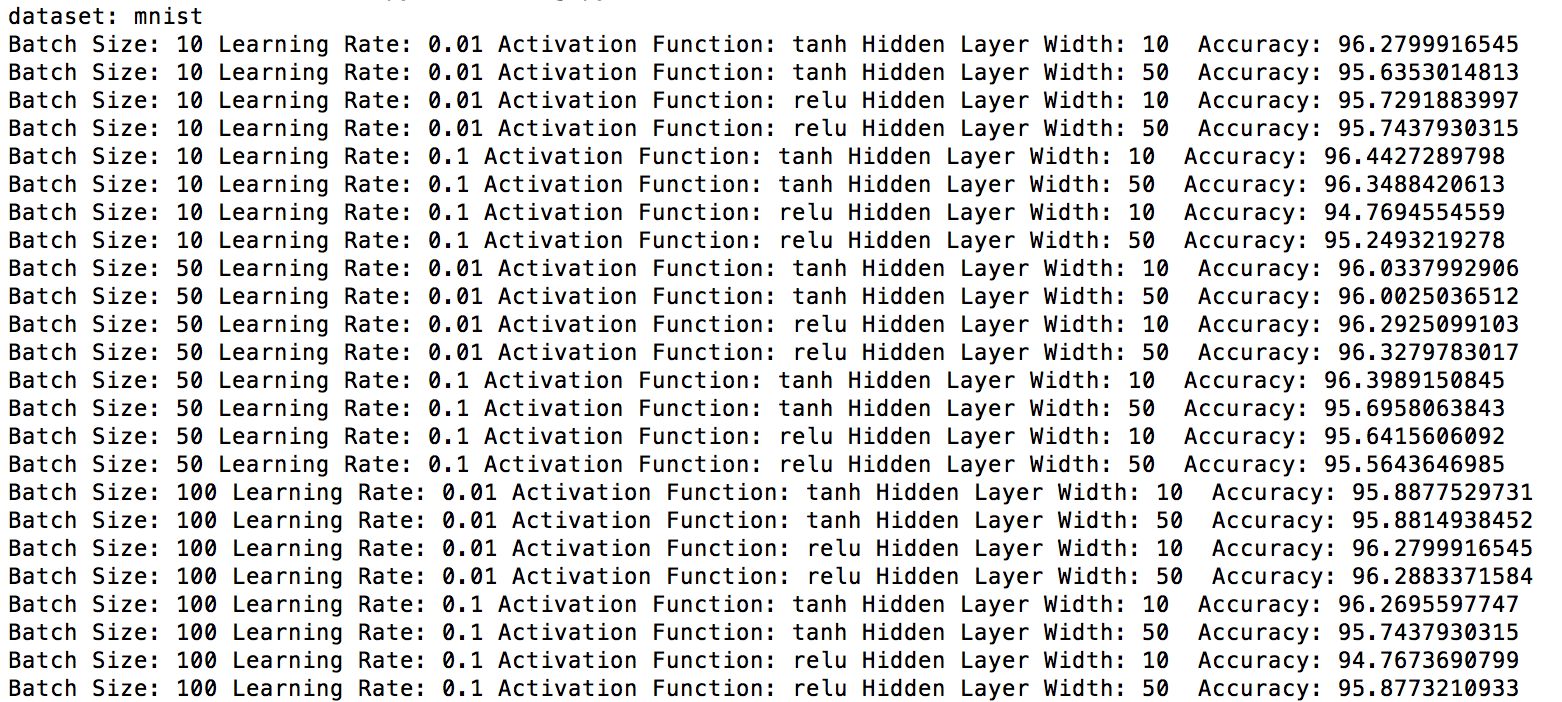 dataset: mnist
Batch Size: 10 Learning Rate: 0.01 Activation Function: tanh Hidden Layer Width: 10  Accuracy: 96.2799916545
Batch Size: 10 Learning Rate: 0.01 Activation Function: tanh Hidden Layer Width: 50  Accuracy: 95.6353014813
Batch Size: 10 Learning Rate: 0.01 Activation Function: relu Hidden Layer Width: 10  Accuracy: 95.7291883997
Batch Size: 10 Learning Rate: 0.01 Activation Function: relu Hidden Layer Width: 50  Accuracy: 95.7437930315
Batch Size: 10 Learning Rate: 0.1 Activation Function: tanh Hidden Layer Width: 10  Accuracy: 96.4427289798
Batch Size: 10 Learning Rate: 0.1 Activation Function: tanh Hidden Layer Width: 50  Accuracy: 96.3488420613
Batch Size: 10 Learning Rate: 0.1 Activation Function: relu Hidden Layer Width: 10  Accuracy: 94.7694554559
Batch Size: 10 Learning Rate: 0.1 Activation Function: relu Hidden Layer Width: 50  Accuracy: 95.2493219278
Batch Size: 50 Learning Rate: 0.01 Activation Function: tanh Hidden Layer Width: 10  Accuracy: 96.0337992906
Batch Size: 50 Learning Rate: 0.01 Activation Function: tanh Hidden Layer Width: 50  Accuracy: 96.0025036512
Batch Size: 50 Learning Rate: 0.01 Activation Function: relu Hidden Layer Width: 10  Accuracy: 96.2925099103
Batch Size: 50 Learning Rate: 0.01 Activation Function: relu Hidden Layer Width: 50  Accuracy: 96.3279783017
Batch Size: 50 Learning Rate: 0.1 Activation Function: tanh Hidden Layer Width: 10  Accuracy: 96.3989150845
Batch Size: 50 Learning Rate: 0.1 Activation Function: tanh Hidden Layer Width: 50  Accuracy: 95.6958063843
Batch Size: 50 Learning Rate: 0.1 Activation Function: relu Hidden Layer Width: 10  Accuracy: 95.6415606092
Batch Size: 50 Learning Rate: 0.1 Activation Function: relu Hidden Layer Width: 50  Accuracy: 95.5643646985
Batch Size: 100 Learning Rate: 0.01 Activation Function: tanh Hidden Layer Width: 10  Accuracy: 95.8877529731
Batch Size: 100 Learning Rate: 0.01 Activation Function: tanh Hidden Layer Width: 50  Accuracy: 95.8814938452
Batch Size: 100 Learning Rate: 0.01 Activation Function: relu Hidden Layer Width: 10  Accuracy: 96.2799916545
Batch Size: 100 Learning Rate: 0.01 Activation Function: relu Hidden Layer Width: 50  Accuracy: 96.2883371584
Batch Size: 100 Learning Rate: 0.1 Activation Function: tanh Hidden Layer Width: 10  Accuracy: 96.2695597747
Batch Size: 100 Learning Rate: 0.1 Activation Function: tanh Hidden Layer Width: 50  Accuracy: 95.7437930315
Batch Size: 100 Learning Rate: 0.1 Activation Function: relu Hidden Layer Width: 10  Accuracy: 94.7673690799
Batch Size: 100 Learning Rate: 0.1 Activation Function: relu Hidden Layer Width: 50  Accuracy: 95.8773210933